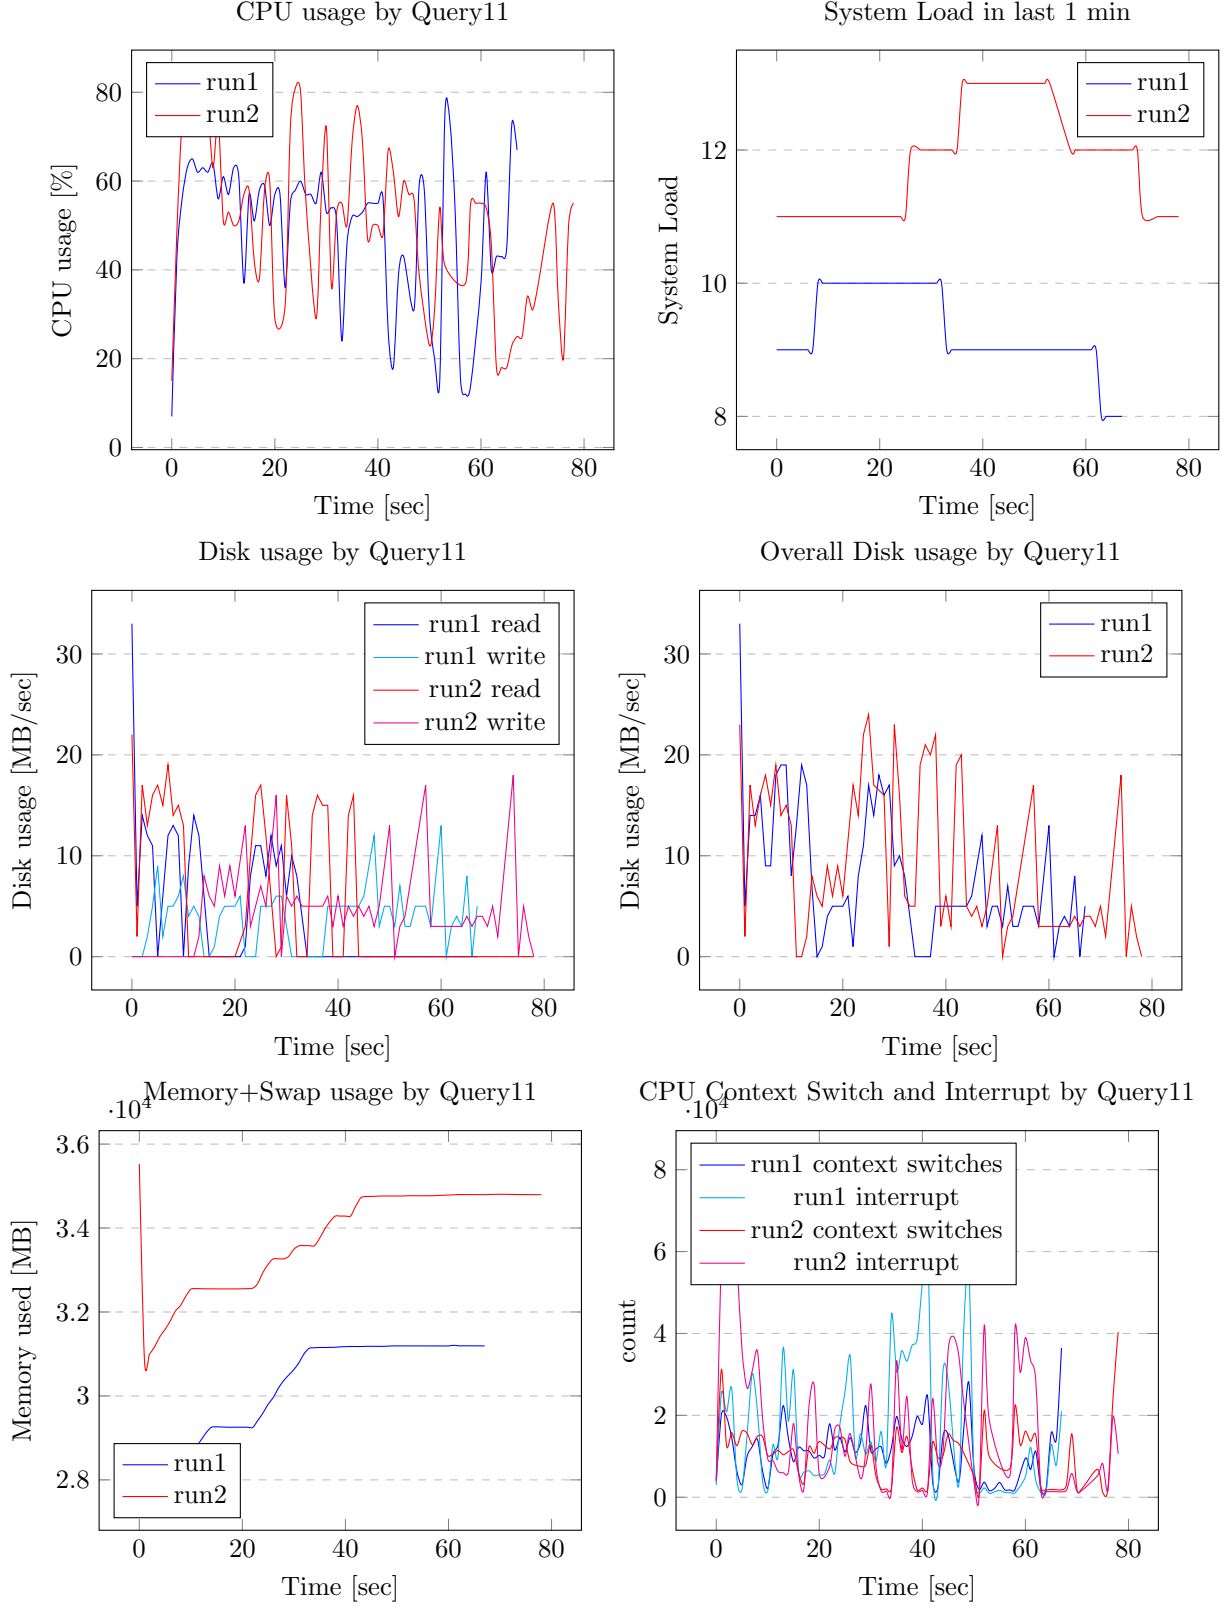 CPU usage by Query11
run1
run2
80
60
40
20
0
CPU usage [%]
0 20 40 60 80
Time [sec]
System Load in last 1 min
run1
run2
12
10
8
System Load
0 20 40 60 80
Time [sec]
Disk usage by Query11
run1 read
run1 write
run2 read
run2 write
30
20
10
0
Disk usage [MB/sec]
0 20 40 60 80
Time [sec]
Overall Disk usage by Query11
run1
run2
30
20
10
0
Disk usage [MB/sec]
0 20 40 60 80
Time [sec]
Memory+Swap usage by Query11
·10⁴
3.6
3.4
3.2
3
2.8
Memory used [MB]
run1
run2
0 20 40 60 80
Time [sec]
CPU Context Switch and Interrupt by Query11
·10⁴
run1 context switches
run1 interrupt
run2 context switches
run2 interrupt
8
6
4
2
0
count
0 20 40 60 80
Time [sec]